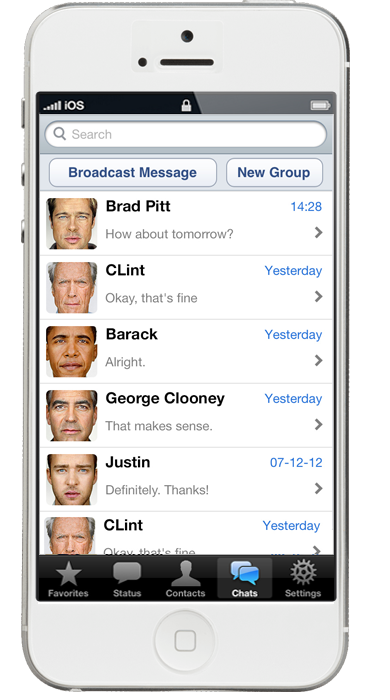 iOS
Search
Broadcast Message
New Group
Brad Pitt
14:28
How about tomorrow?
CLint
Yesterday
Okay, that's fine
Barack
Yesterday
Alright.
George Clooney
Yesterday
That makes sense.
Justin
07-12-12
Definitely. Thanks!
CLint
Yesterday
Okay, that's fine
Favorites
Status
Contacts
Chats
Settings